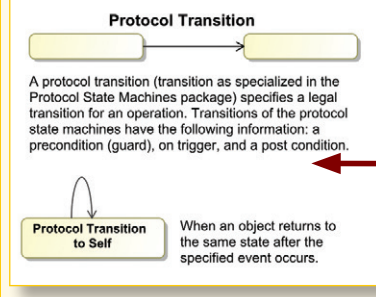 Protocol Transition
A protocol transition (transition as specialized in the
Protocol State Machines package) specifies a legal
transition for an operation. Transitions of the protocol
state machines have the following information: a
precondition (guard), on trigger, and a post condition.
Protocol Transition
to Self
When an object returns to
the same state after the
specified event occurs.